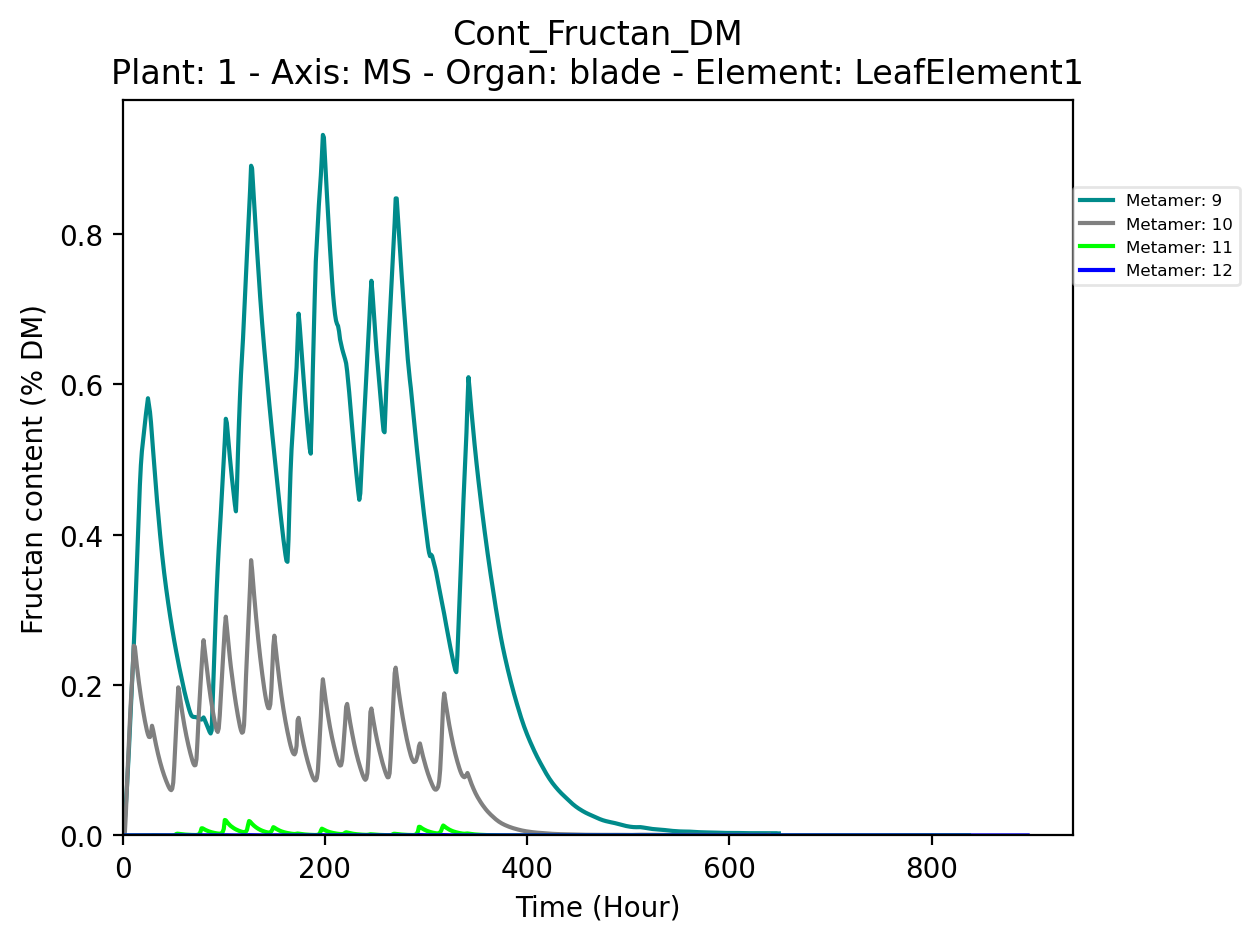 Cont_Fructan_DM
Plant: 1 - Axis: MS - Organ: blade - Element: LeafElement1
Fructan content (% DM)
0.8
0.6
0.4
0.2
0.0
0
200
400
600
800
Time (Hour)
Metamer: 9
Metamer: 10
Metamer: 11
Metamer: 12